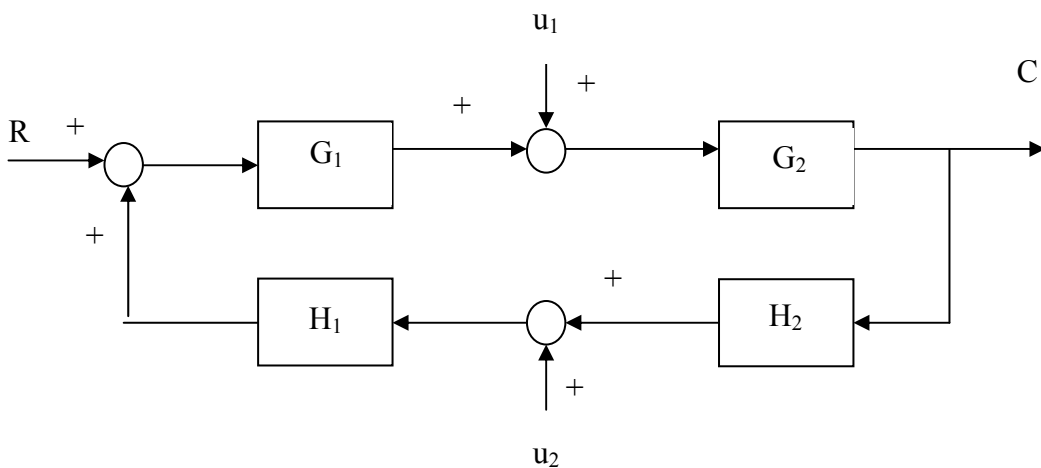 u₁
C
+
+
R
+
G₁
G₂
+
+
H₁
H₂
+
u₂